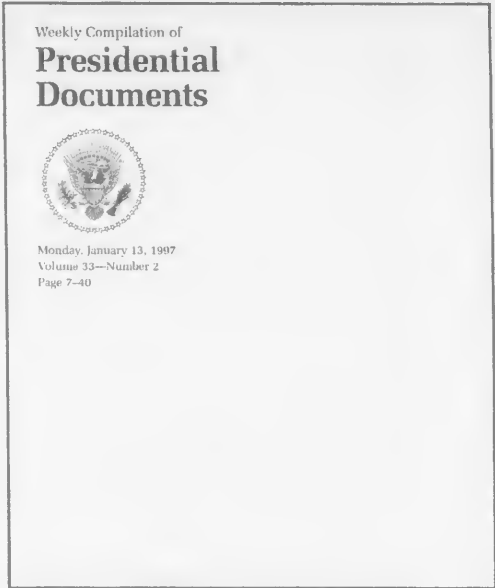 Weekly Compilation of
Presidential
Documents
Monday, January 13, 1997
Volume 33—Number 2
Page 7–40